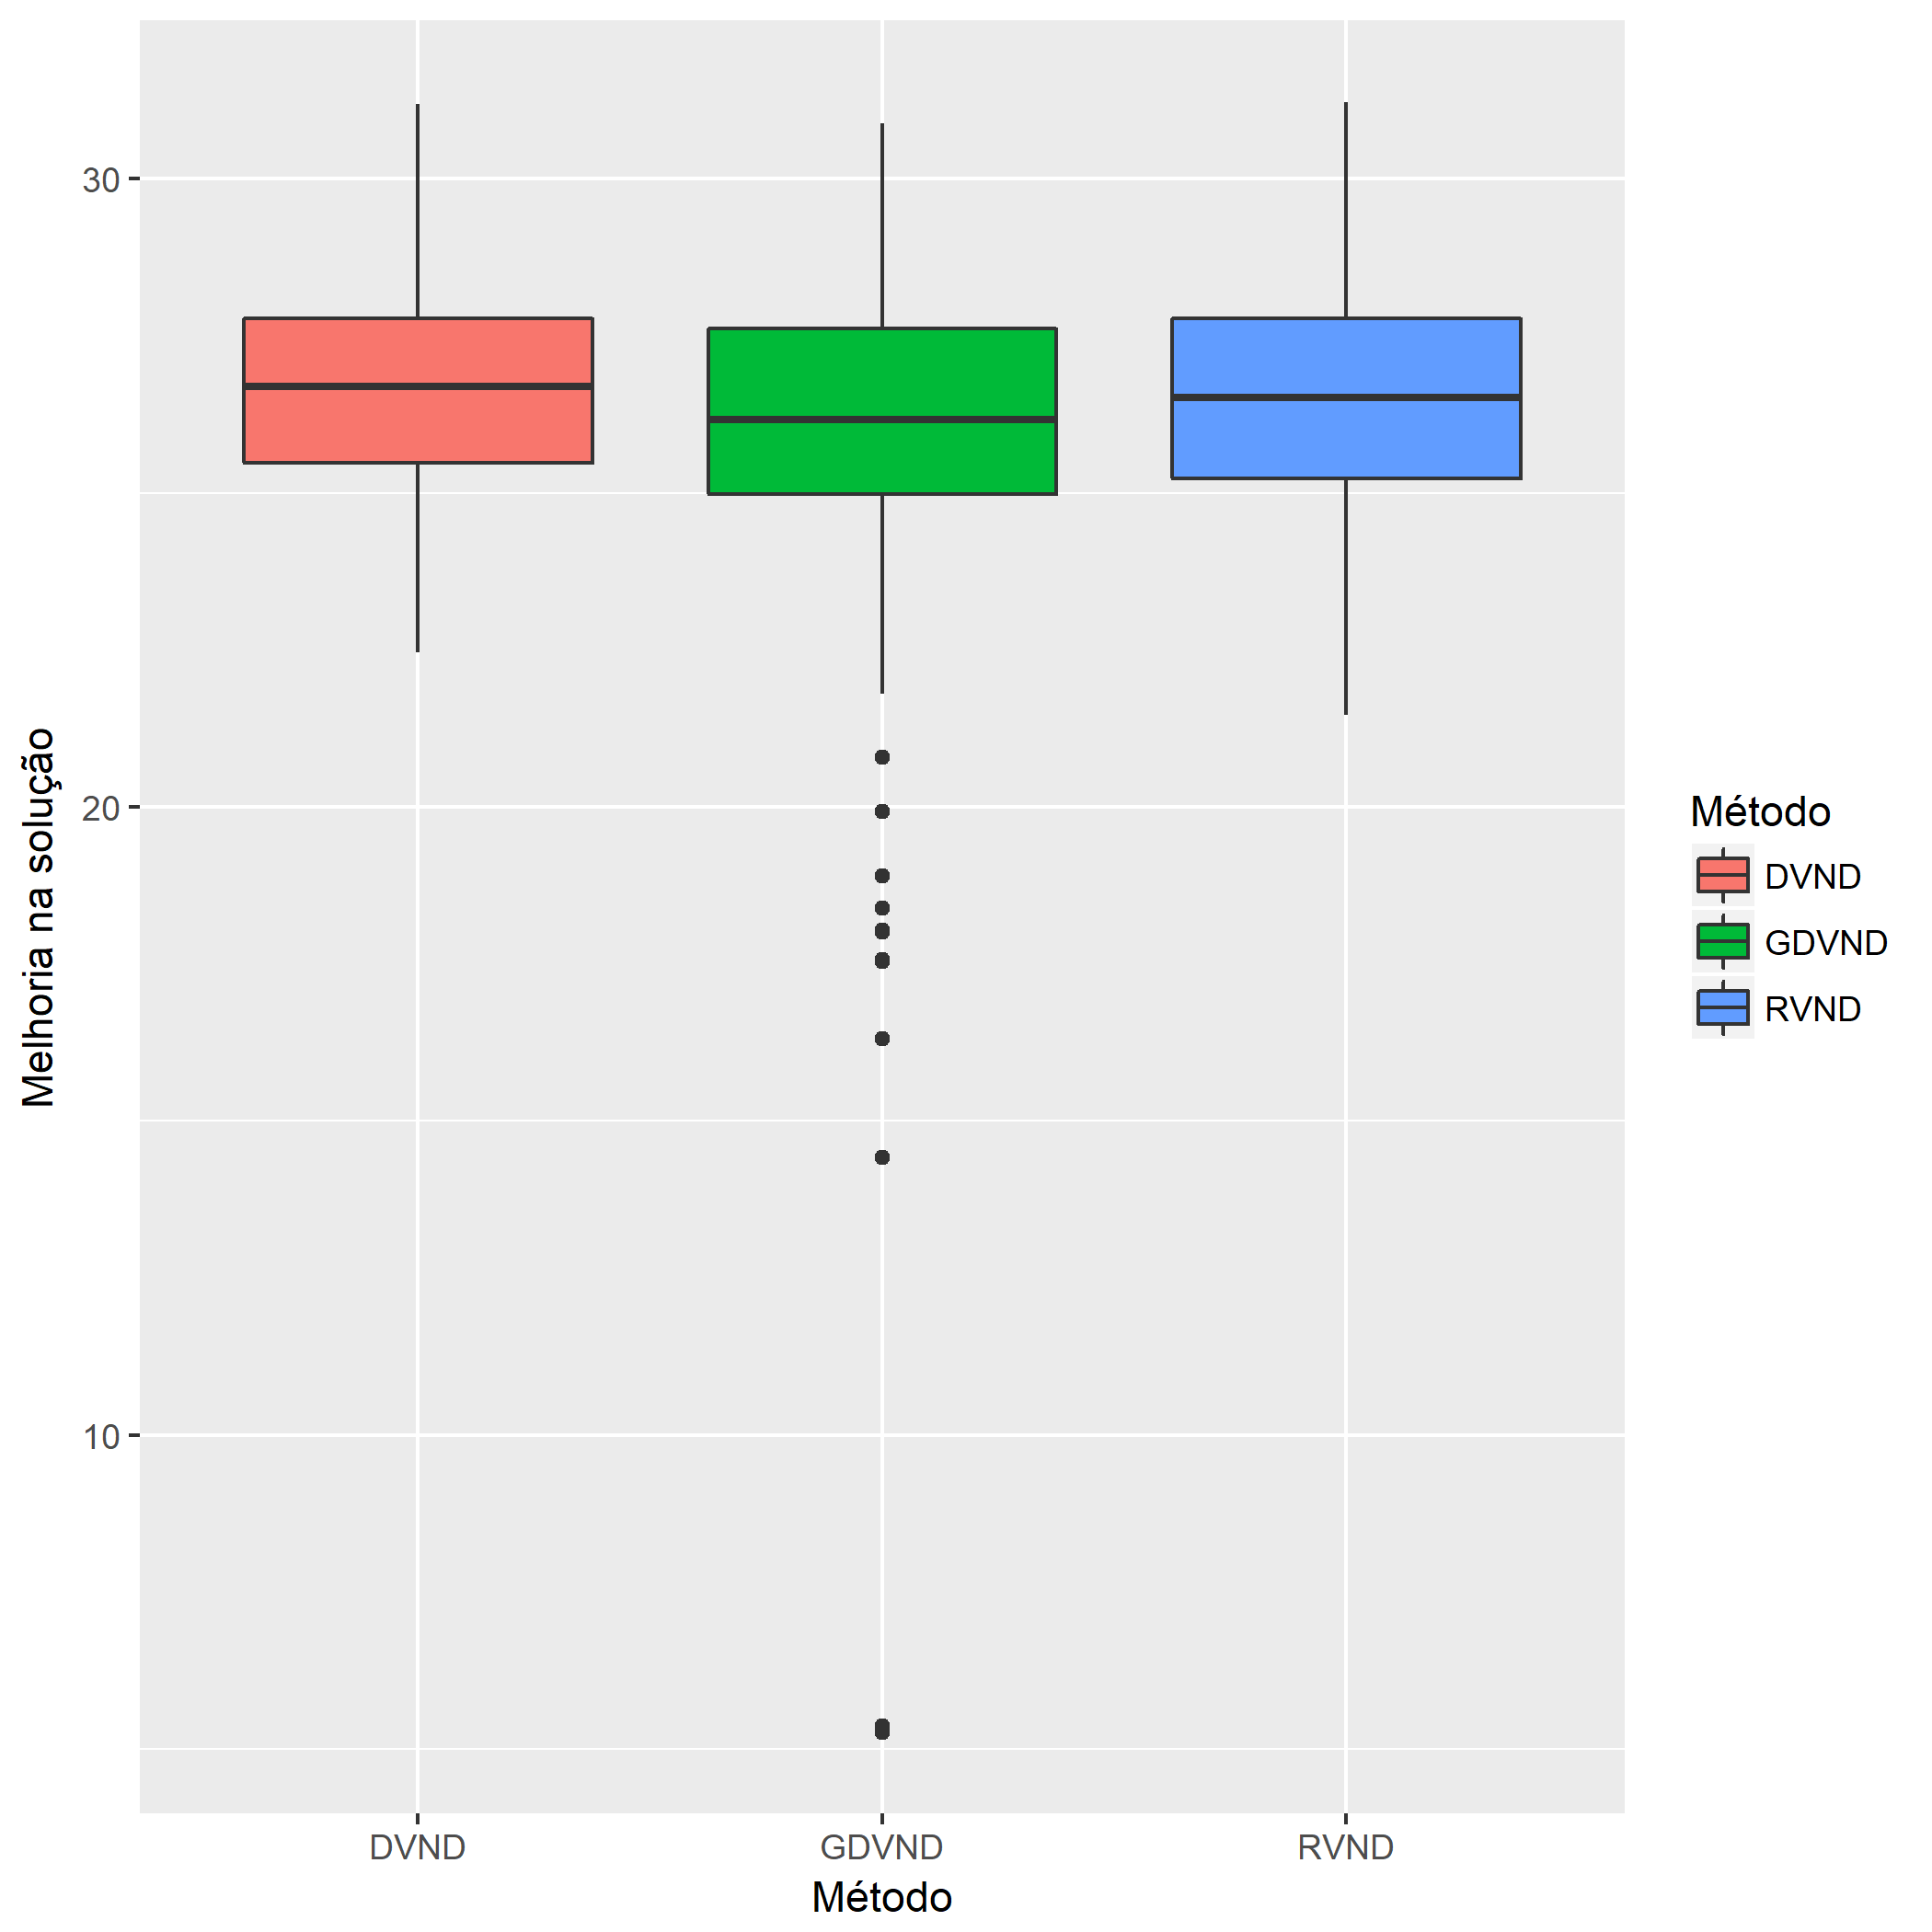 Melhoria na solução
30
20
10
DVND
GDVND
RVND
Método
Método
DVND
GDVND
RVND